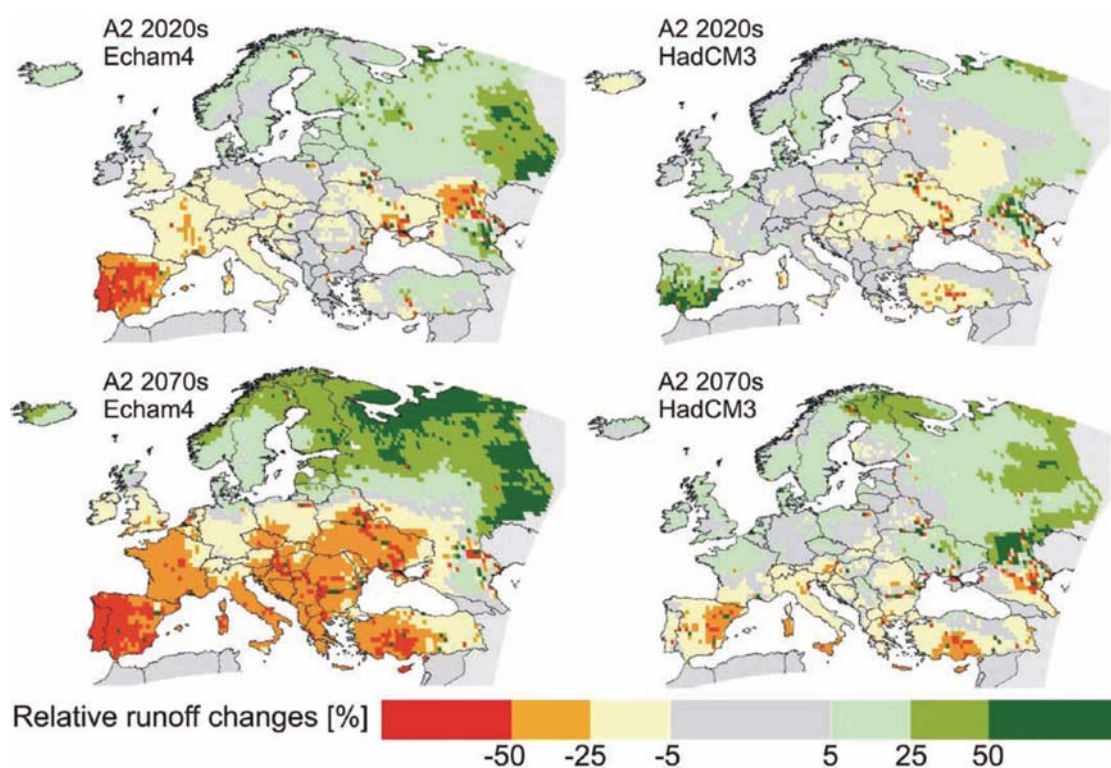 A2 2020s
Echam4
A2 2020s
HadCM3
A2 2070s
Echam4
A2 2070s
HadCM3
Relative runoff changes [%]
-50 -25 -5 5 25 50